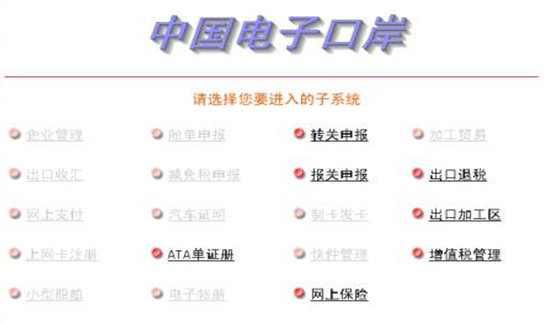 中国电子口岸
请选择您要进入的子系统
企业管理 舱单申报 转关申报 加工贸易
出口收汇 减免税申报 报关申报 出口退税
网上支付 汽车证明 制卡发卡 出口加工区
上网卡注册 ATA单证册 快件管理 增值税管理
小型船舶 电子账册 网上保险